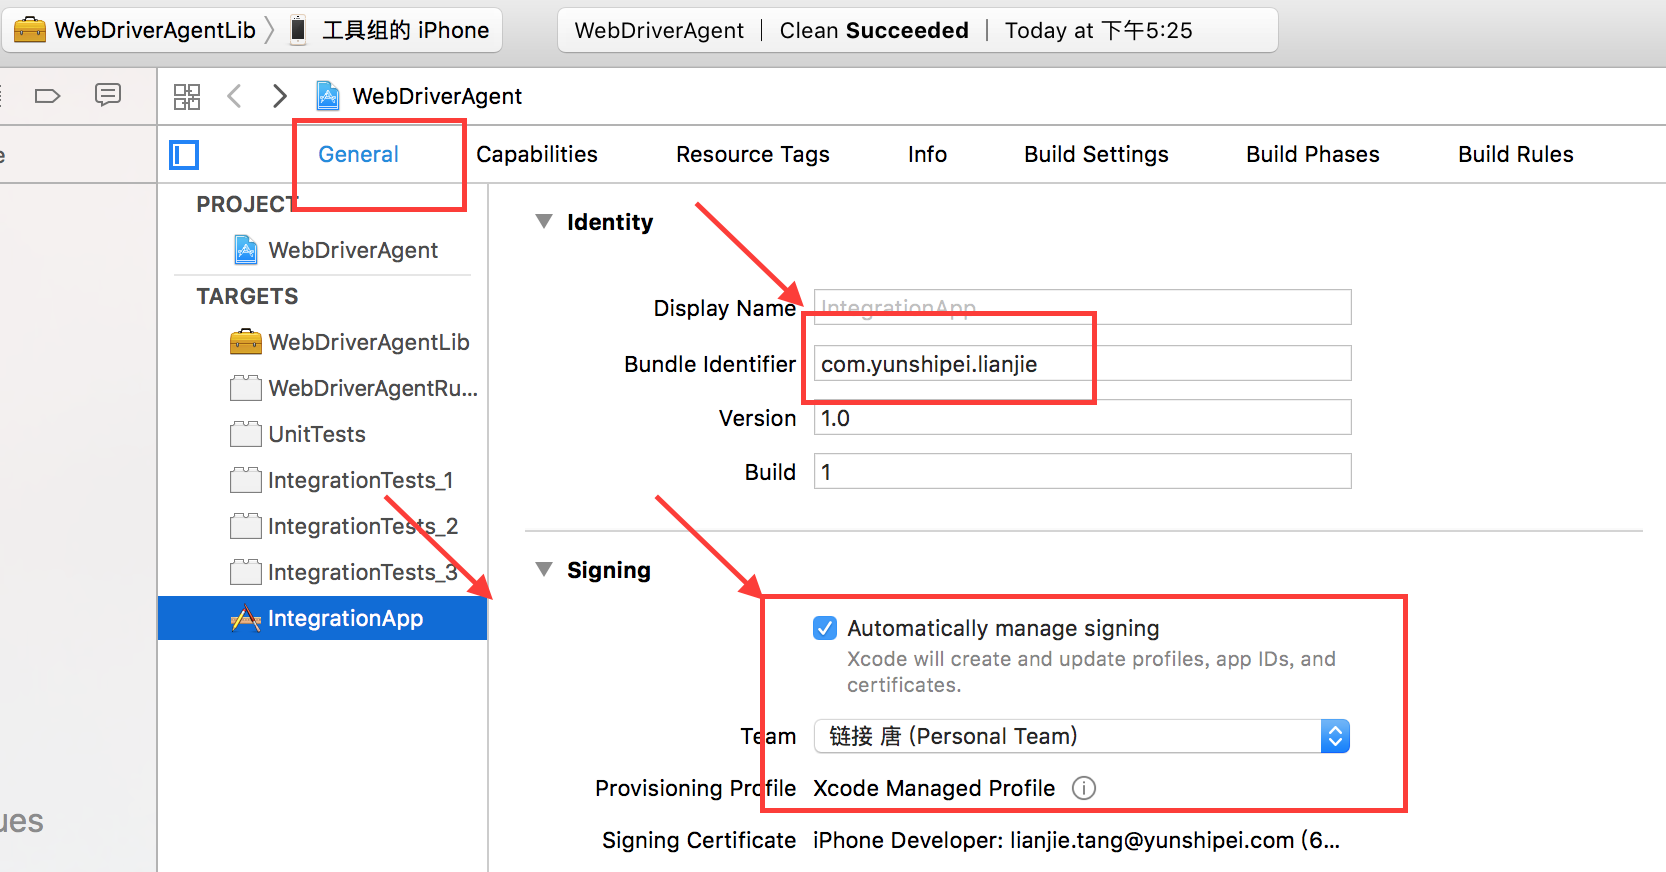 WebDriverAgentLib 工具组的 iPhone
WebDriverAgent | Clean Succeeded | Today at 下午5:25
WebDriverAgent
General Capabilities Resource Tags Info Build Settings Build Phases Build Rules
PROJECT
WebDriverAgent
TARGETS
WebDriverAgentLib
WebDriverAgentRu...
UnitTests
IntegrationTests_1
IntegrationTests_2
IntegrationTests_3
IntegrationApp
Identity
Display Name IntegrationApp
Bundle Identifier com.yunshipei.lianjie
Version 1.0
Build 1
Signing
Automatically manage signing
Xcode will create and update profiles, app IDs, and
certificates.
Team 链接 唐 (Personal Team)
Provisioning Profile Xcode Managed Profile
Signing Certificate iPhone Developer: lianjie.tang@yunshipei.com (6...